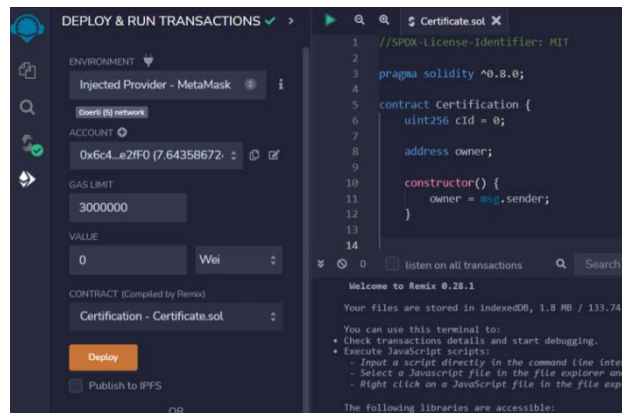 DEPLOY & RUN TRANSACTIONS
ENVIRONMENT
Injected Provider - MetaMask
Goerli (5) network
ACCOUNT
0x6c4...e2fF0 (7.64358672
GAS LIMIT
3000000
VALUE
0 Wei
CONTRACT (Compiled by Remix)
Certification - Certificate.sol
Deploy
Publish to IPFS
OR
Certificate.sol
1 //SPDX-License-Identifier: MIT
2
3 pragma solidity ^0.8.0;
4
5 contract Certification {
6 uint256 cId = 0;
7
8 address owner;
9
10 constructor() {
11 owner = msg.sender;
12 }
13
14
0 listen on all transactions Search
Welcome to Remix 0.28.1
Your files are stored in indexedDB, 1.8 MB / 133.74
You can use this terminal to:
• Check transactions details and start debugging.
• Execute JavaScript scripts:
- Input a script directly in the command line inte
- Select a Javascript file in the file explorer an
- Right click on a JavaScript file in the file exp
The following libraries are accessible: